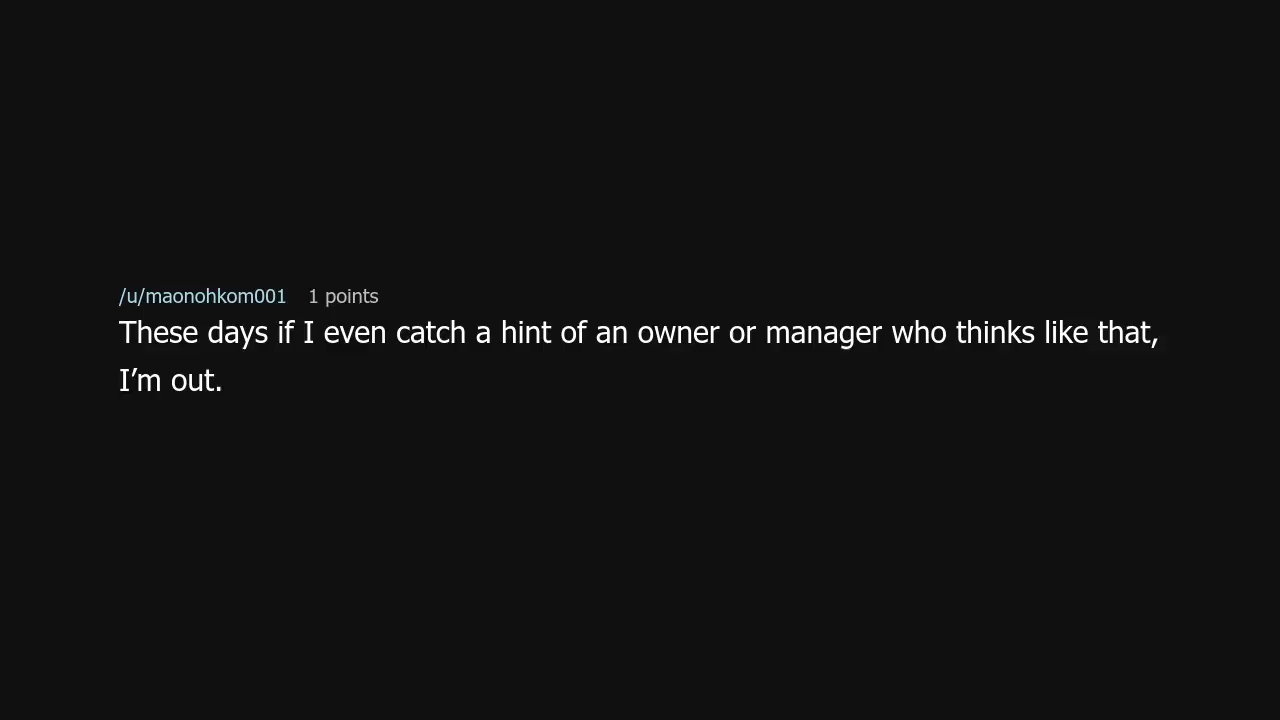 /u/maonohkom001 1 points
These days if I even catch a hint of an owner or manager who thinks like that,
I’m out.